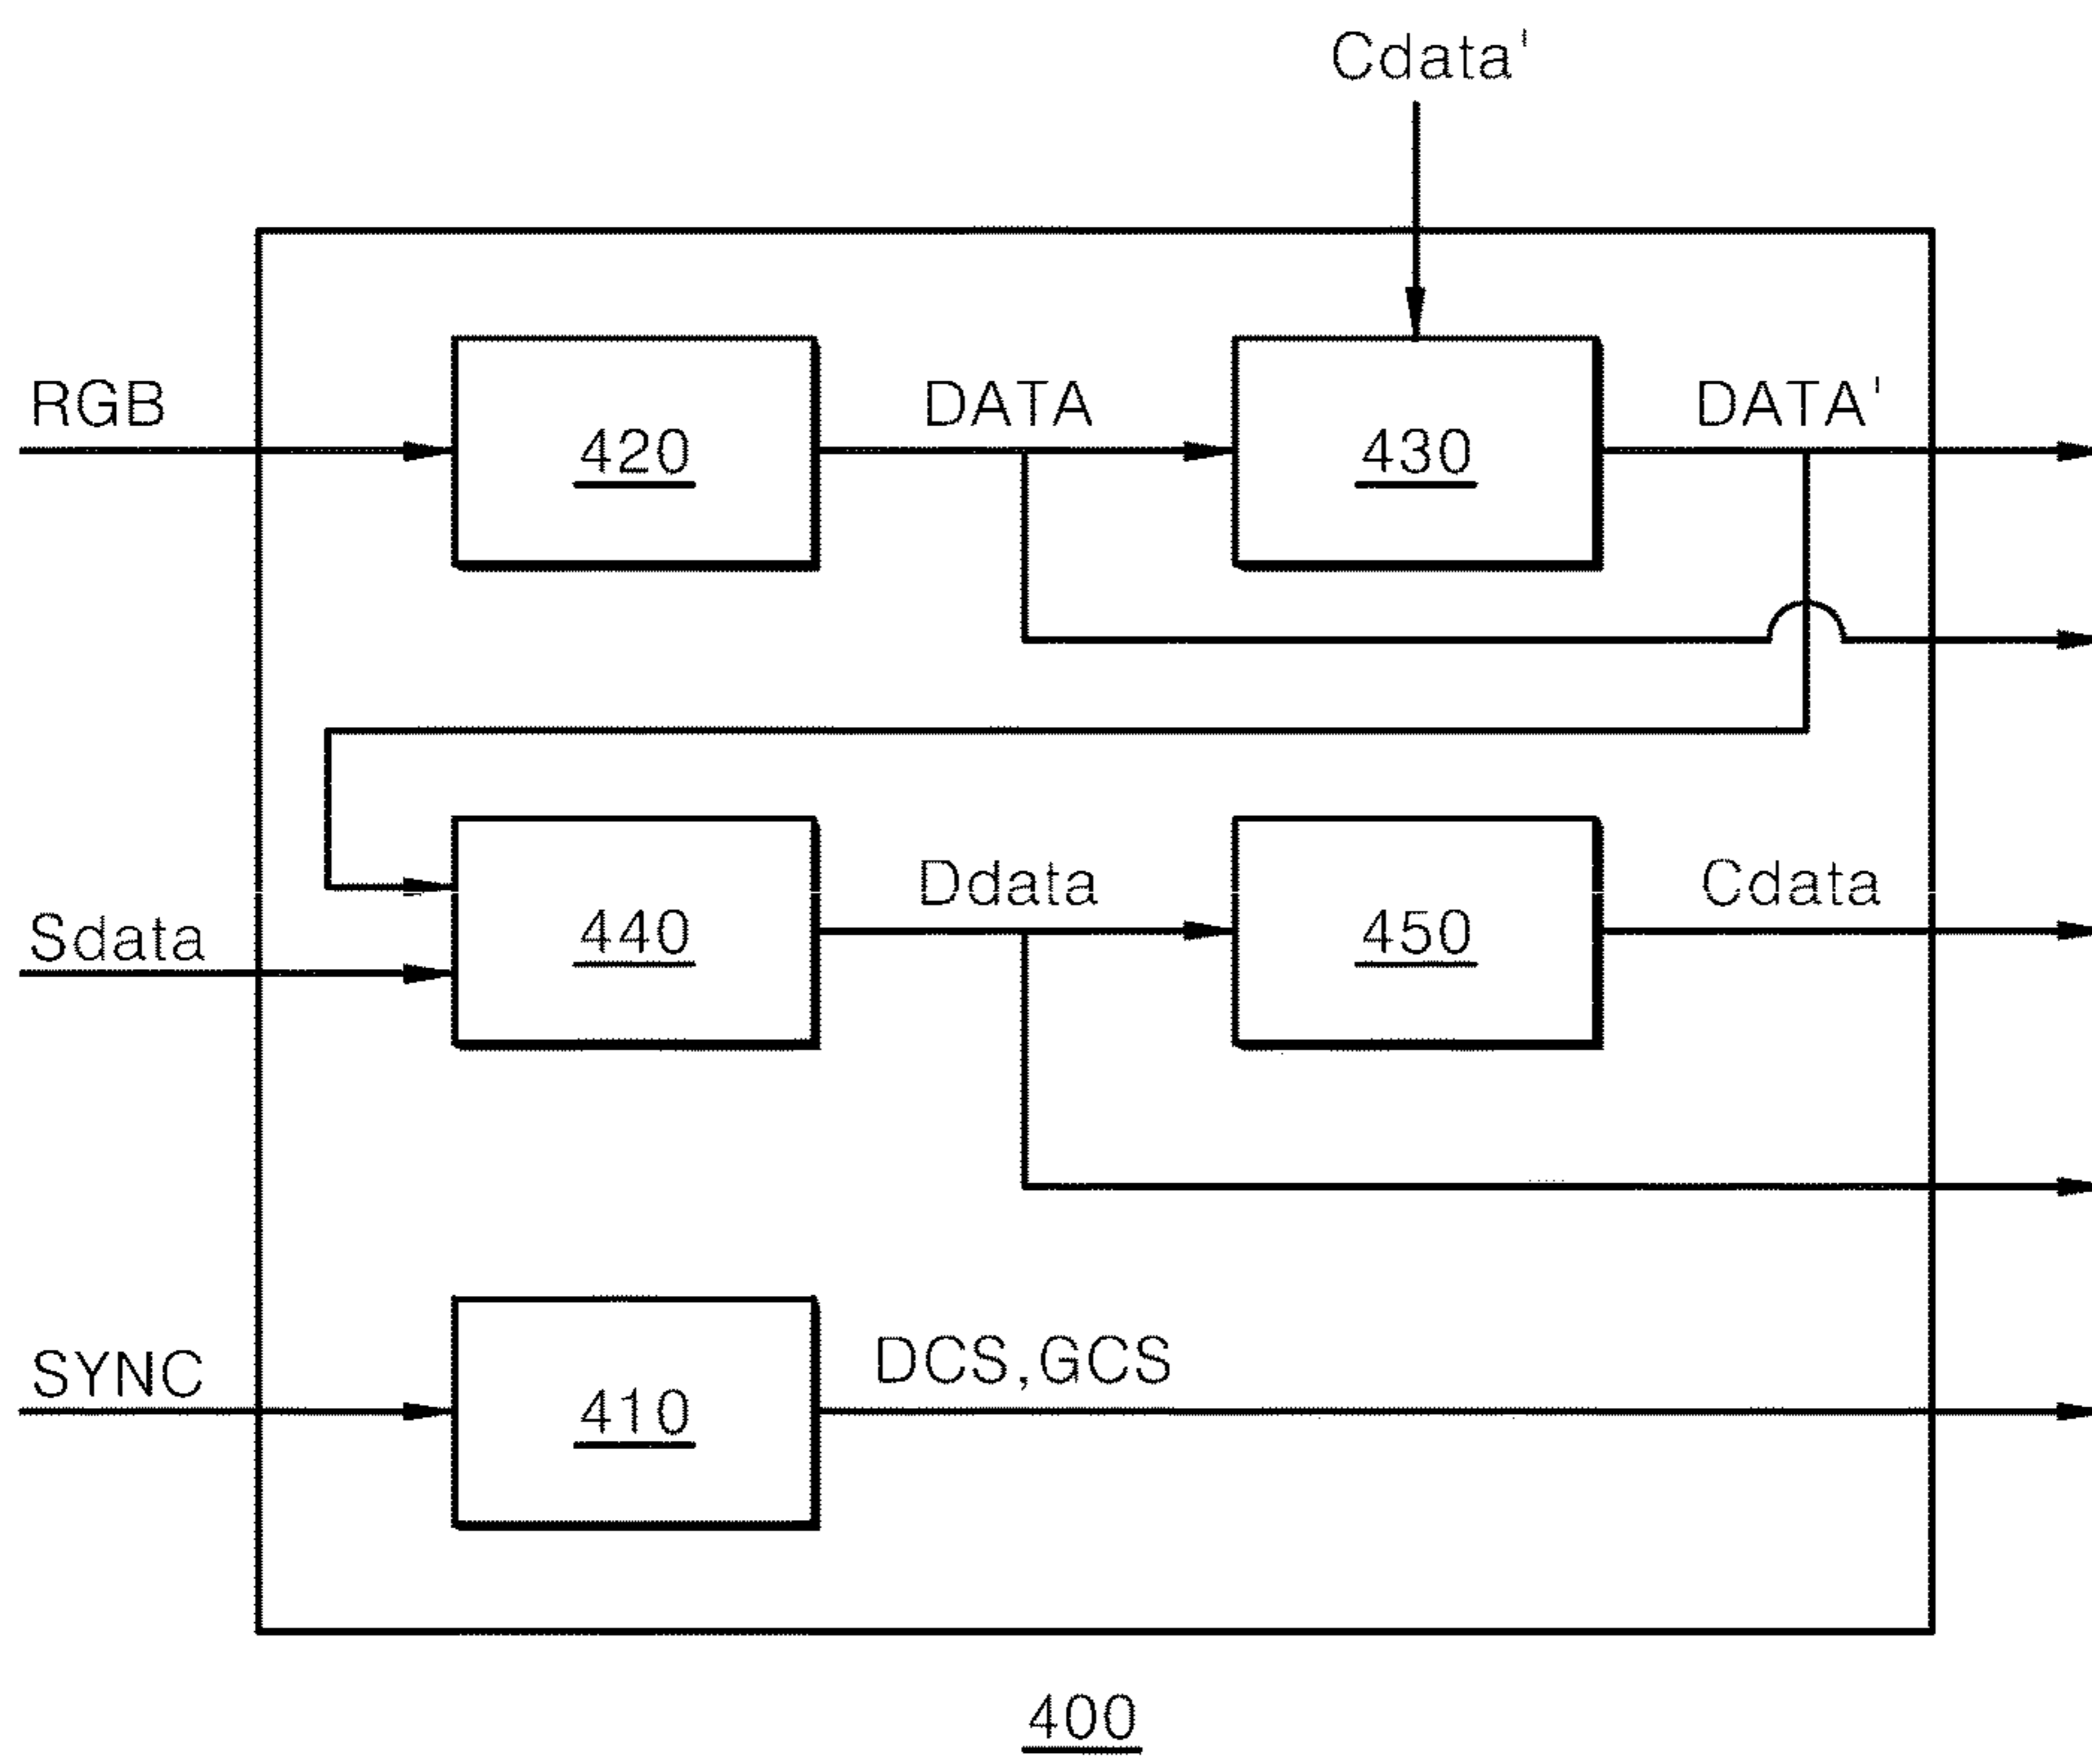 Cdata'
RGB
420
DATA
430
DATA'
Sdata
440
Ddata
450
Cdata
SYNC
410
DCS,GCS
400